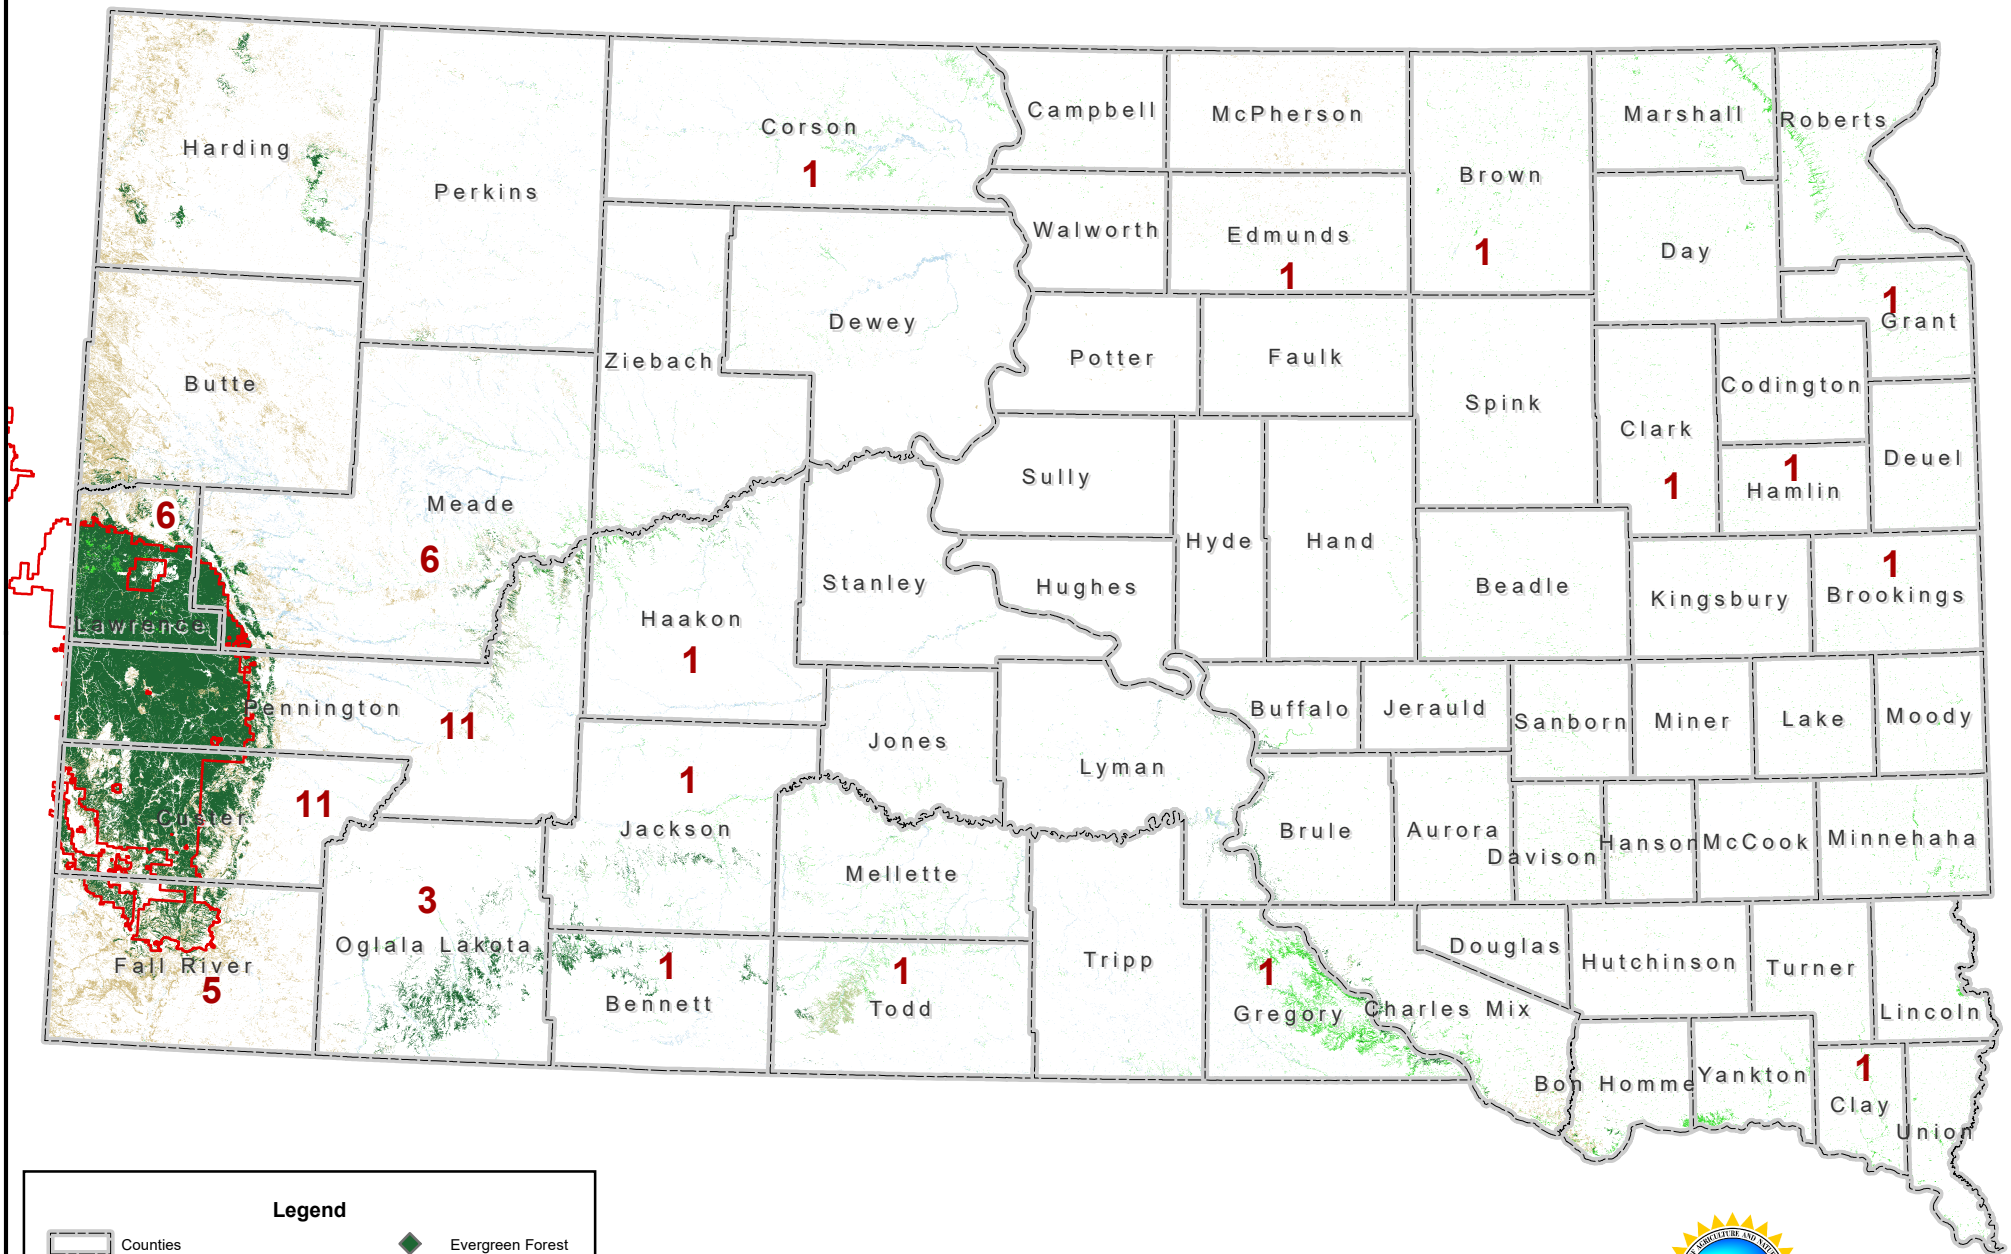 Harding
Perkins
Corson
1
Campbell
McPherson
Brown
1
Marshall
Roberts
Walworth
Edmunds
1
Day
1
Grant
Butte
Ziebach
Dewey
Potter
Faulk
Spink
Clark
1
Codington
1
Hamlin
Deuel
6
Lawrence
Meade
6
Haakon
1
Stanley
Sully
Hughes
Hyde
Hand
Beadle
Kingsbury
1
Brookings
Pennington
11
Jones
Lyman
Buffalo
Jerauld
Sanborn
Miner
Lake
Moody
Custer
11
1
Jackson
Mellette
Brule
Aurora
Davison
Hanson
McCook
Minnehaha
3
Oglala Lakota
Fall River
5
1
Bennett
1
Todd
Tripp
1
Gregory
Charles Mix
Douglas
Hutchinson
Turner
Lincoln
Bon Homme
Yankton
1
Clay
Union
Legend
Counties
Evergreen Forest
AGRICULTURE AND